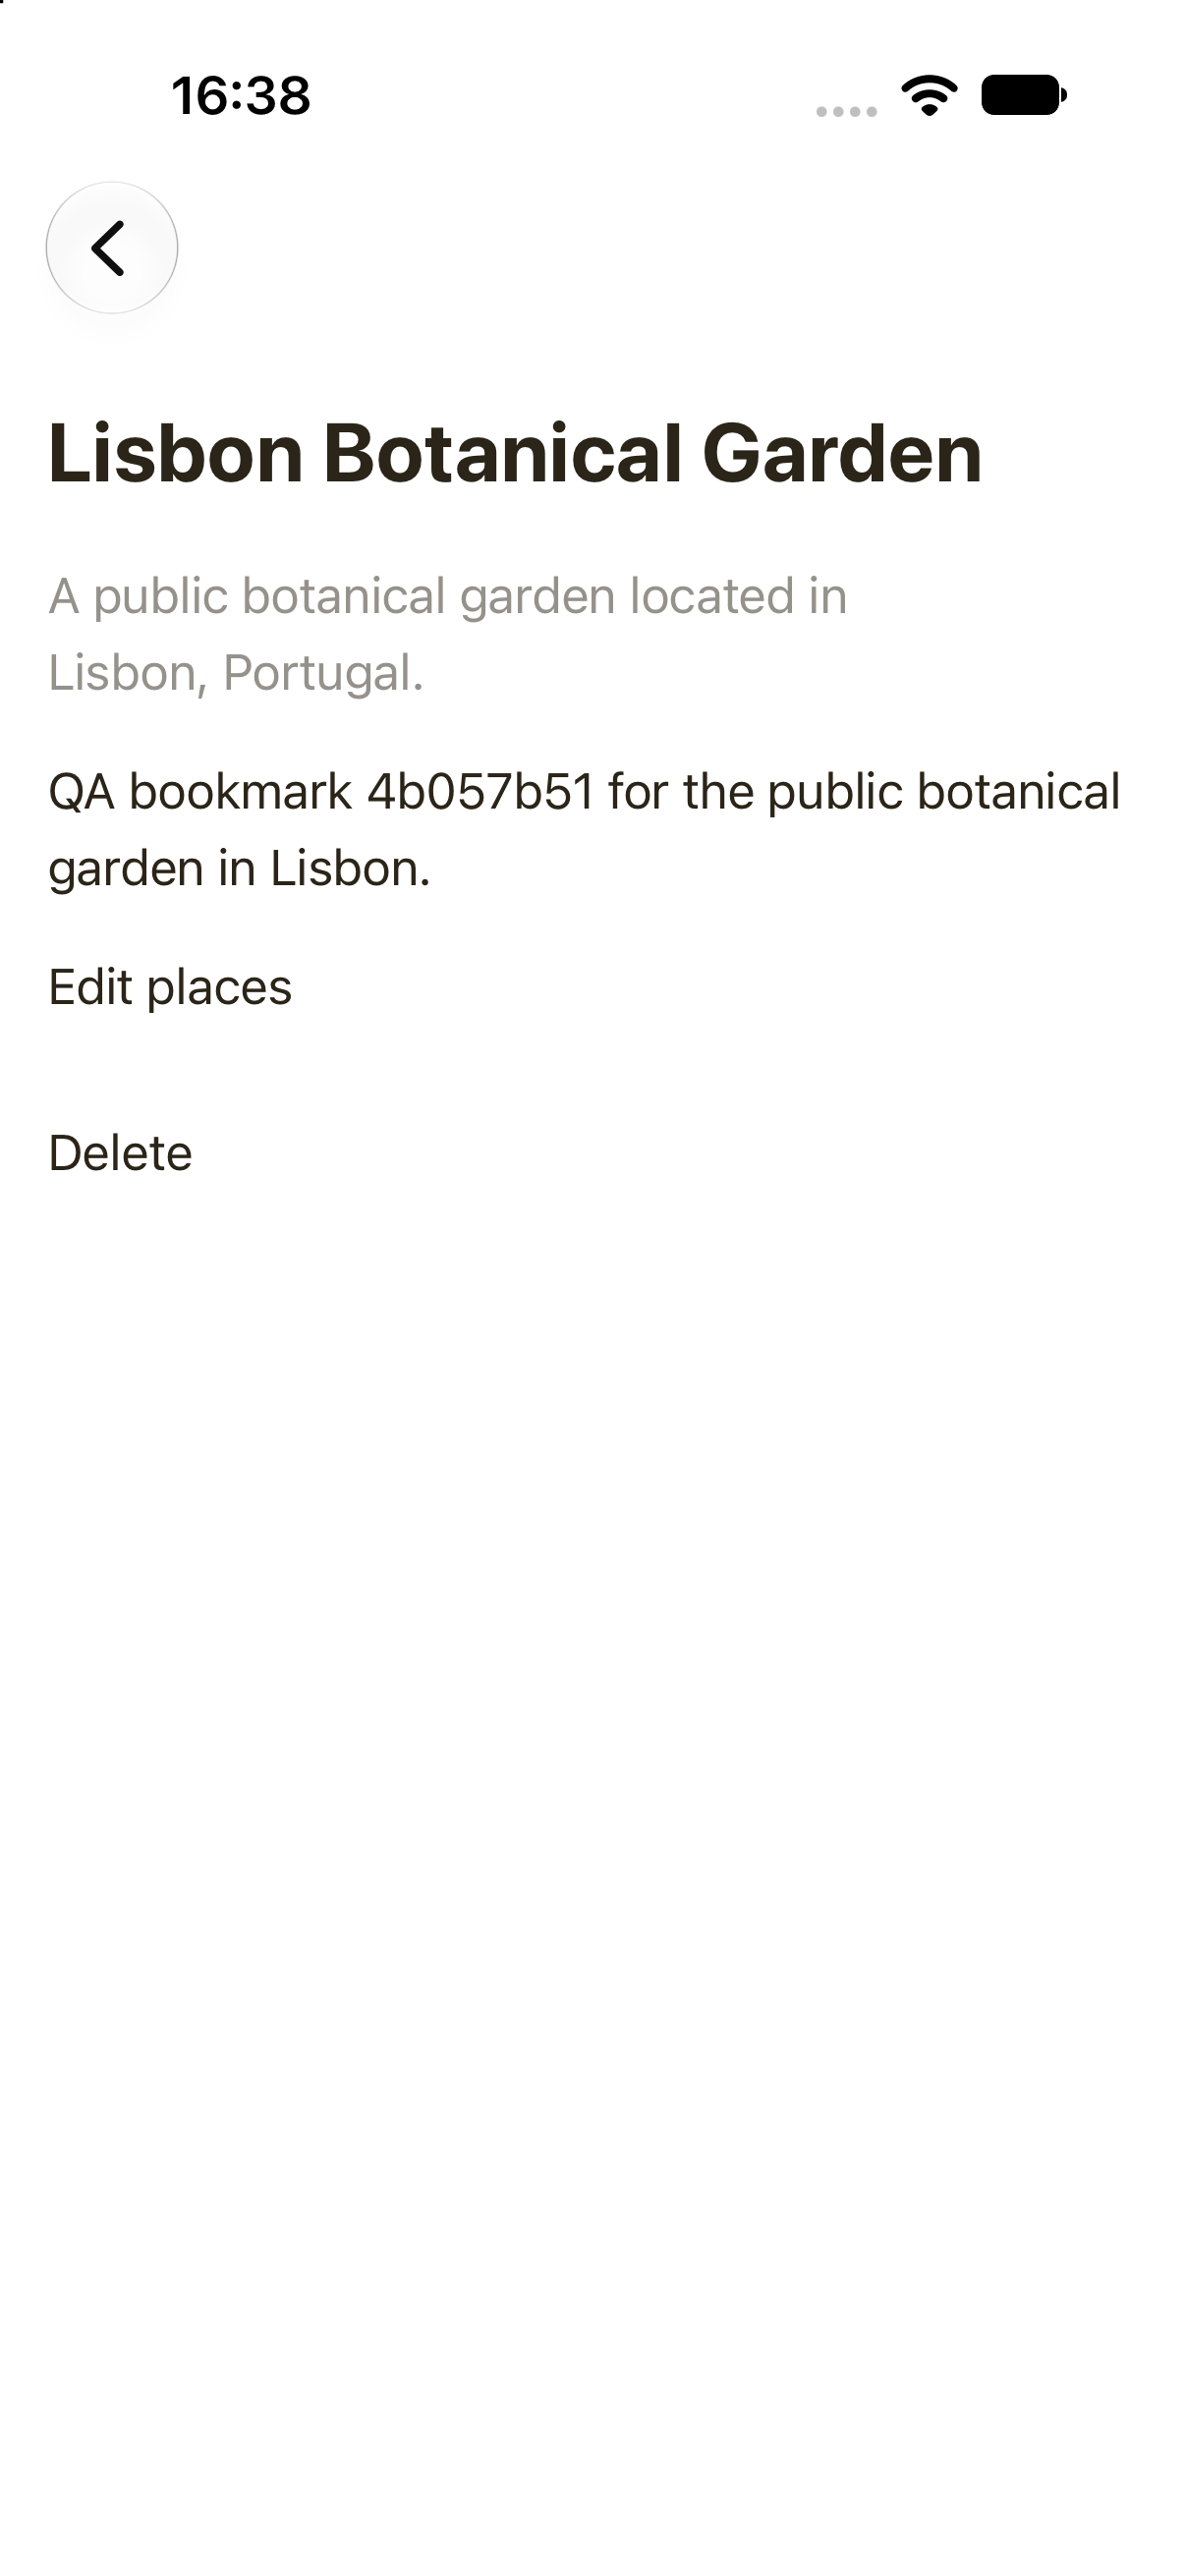 16:38
Lisbon Botanical Garden
A public botanical garden located in
Lisbon, Portugal.
QA bookmark 4b057b51 for the public botanical
garden in Lisbon.
Edit places
Delete